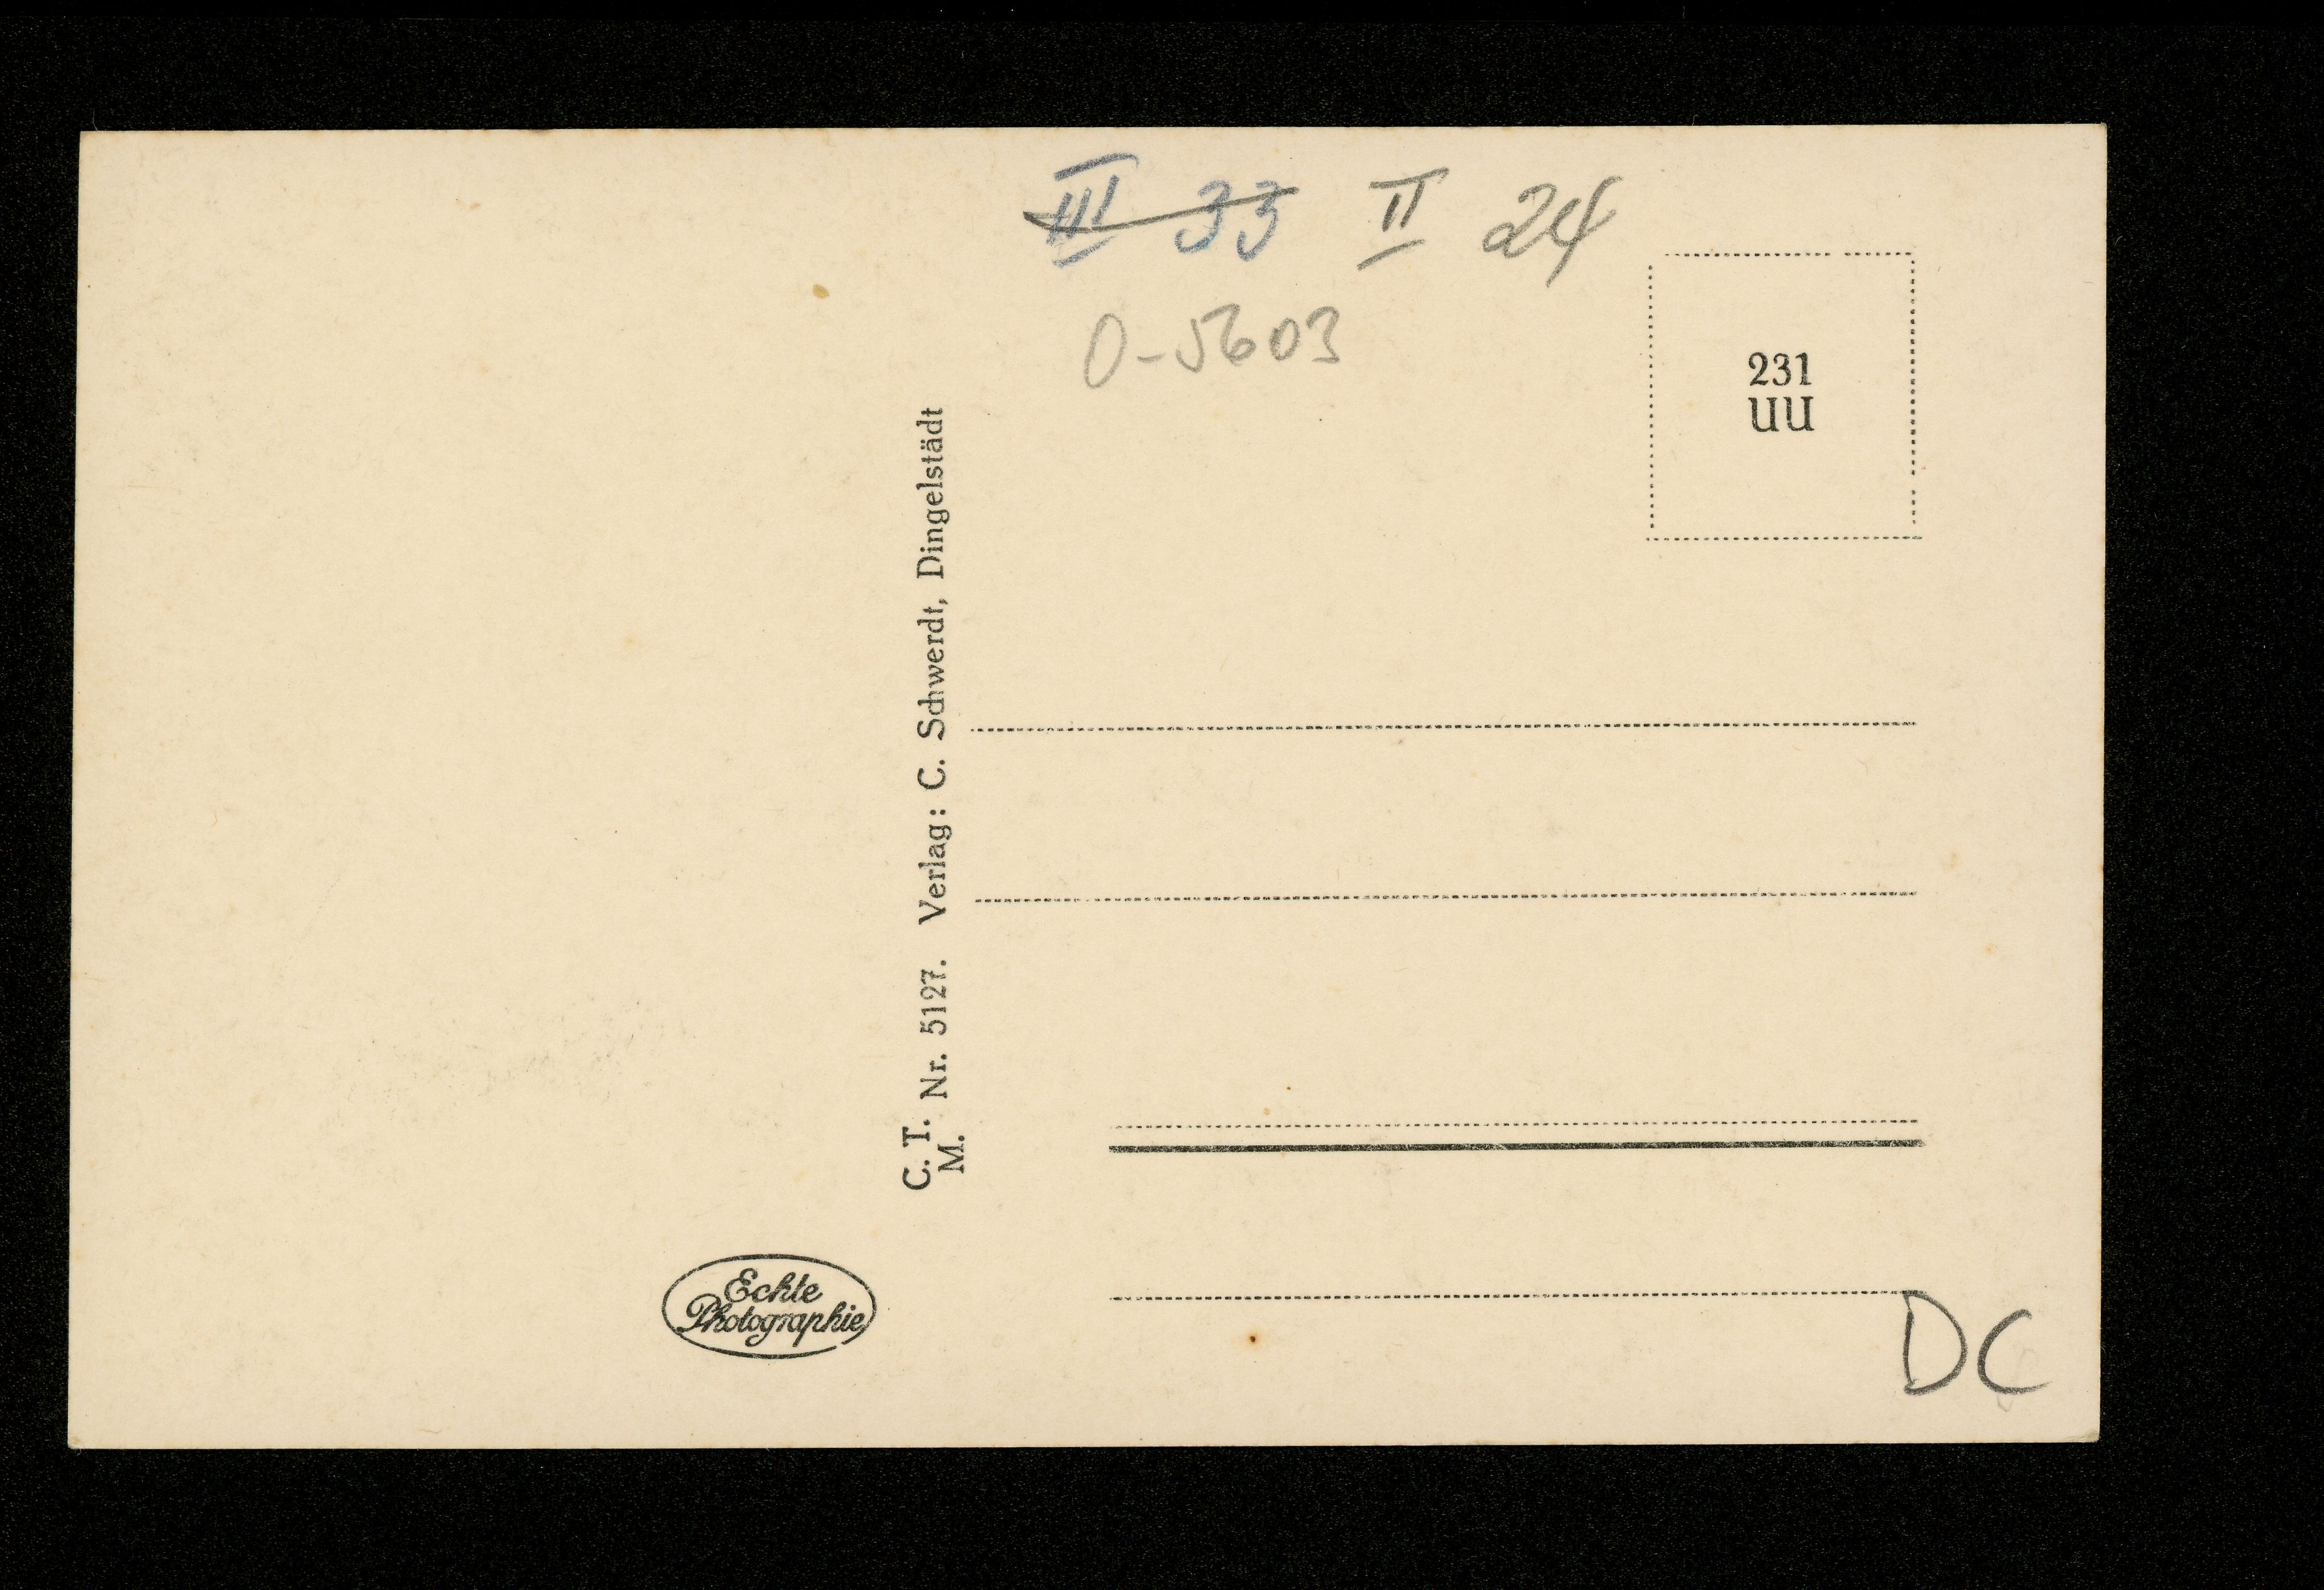 III 33 II 24
0-5603
231
UU
C. T. M. Nr. 5127. Verlag: C. Schwerdt, Dingelstädt
Echte
Photographie
DC